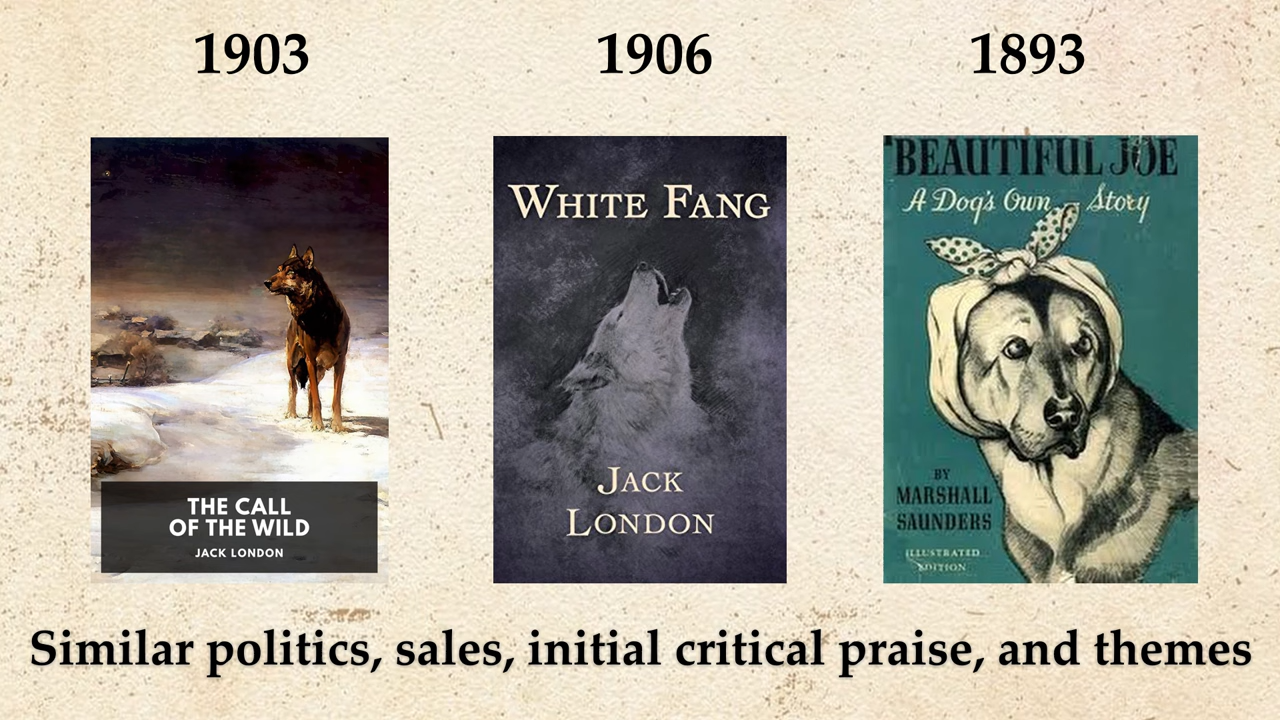 1903
1906
1893
THE CALL
OF THE WILD
JACK LONDON
WHITE FANG
JACK
LONDON
BEAUTIFUL JOE
A Dog's Own Story
BY
MARSHALL
SAUNDERS
ILLUSTRATED
EDITION
Similar politics, sales, initial critical praise, and themes